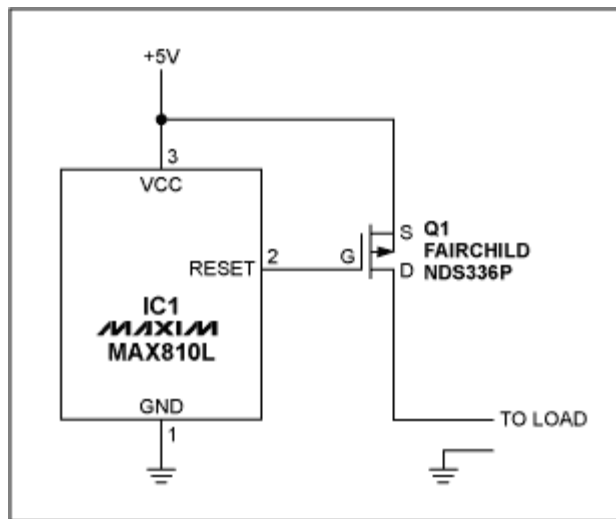 +5V
3
VCC
RESET
2
G
S
D
Q1
FAIRCHILD
NDS336P
IC1
MAXIM
MAX810L
GND
1
TO LOAD